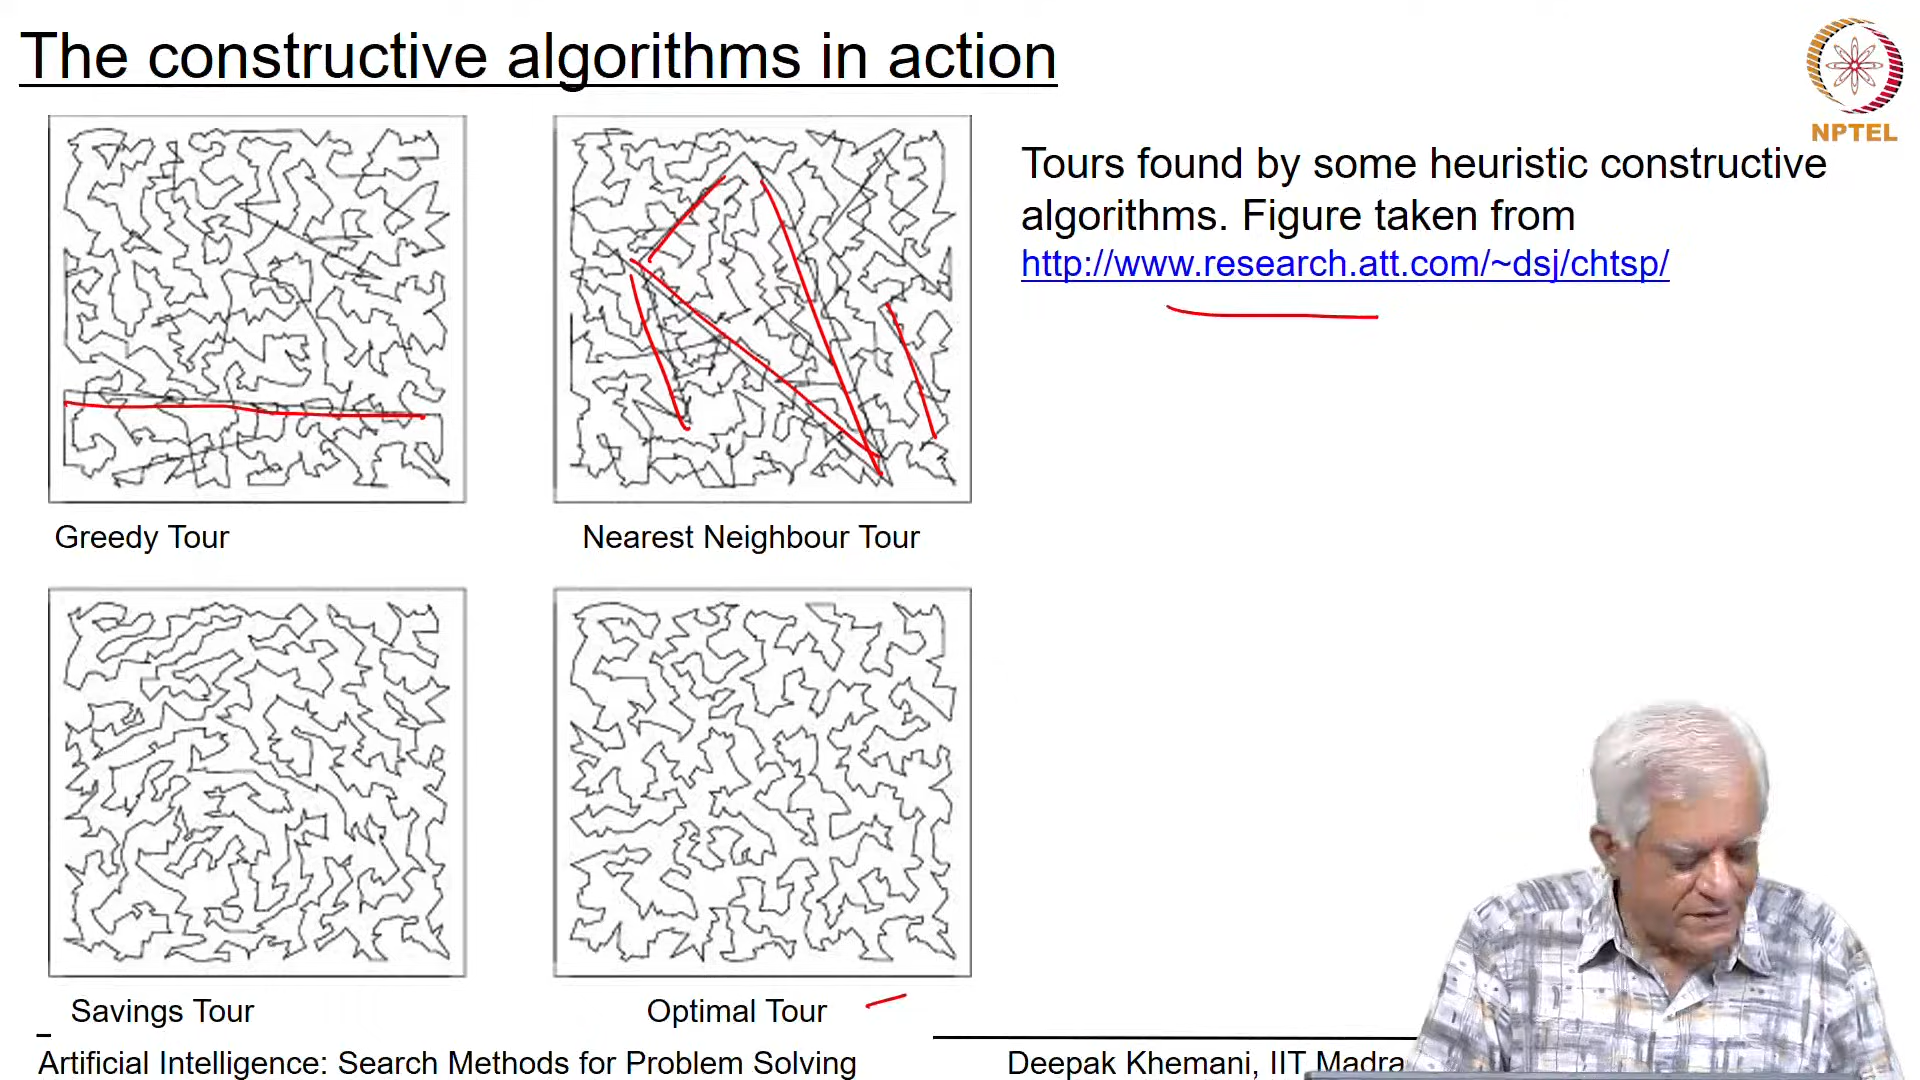 The constructive algorithms in action
NPTEL
Tours found by some heuristic constructive
algorithms. Figure taken from
http://www.research.att.com/~dsj/chtsp/
Greedy Tour
Nearest Neighbour Tour
Savings Tour
Optimal Tour
Artificial Intelligence: Search Methods for Problem Solving
Deepak Khemani, IIT Madra